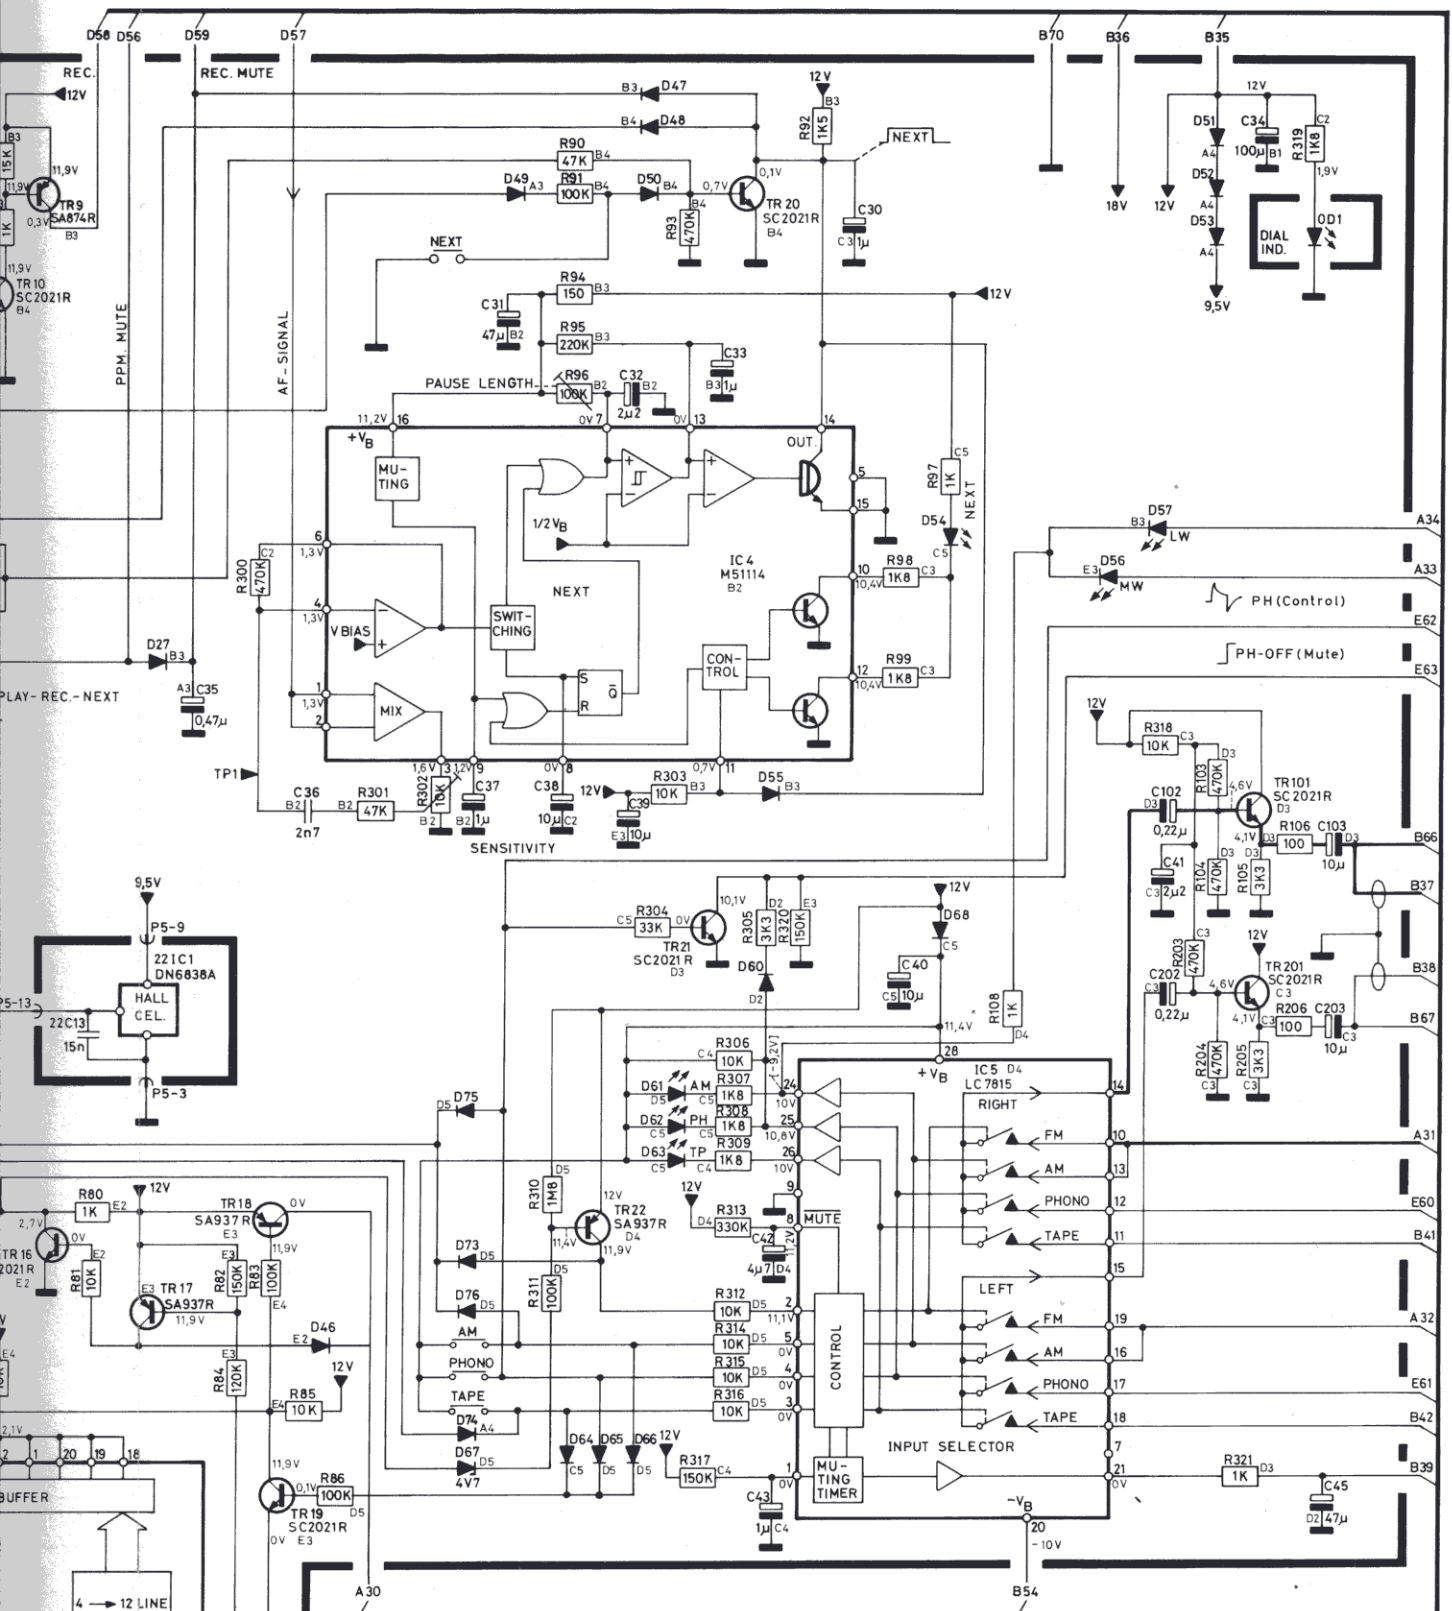 D58 D56 D59 D57 B70 B36 B35
REC. REC. MUTE
12V
D47
B3
D48
B4
12V
B3
R92
1K5
NEXT
12V
D51
A4
D52
A4
D53
A4
9,5V
C34
100µ B1
R319
C2
1K8
1,9V
DIAL
IND.
OD1
18V 12V
B3
15K
11,9V
11,9V
TR9
SA874R
0,3V
B3
1K
11,9V
TR10
SC2021R
B4
R90
47K B4
D49 A3
R91
100K B4
D50 B4
0,7V
0,1V
TR20
SC2021R
B4
B4
R93
470K
C30
C3 1µ
NEXT
R94
150 B3
12V
C31
47µ B2
R95
220K B3
C33
B3 1µ
PPM. MUTE
AF-SIGNAL
PAUSE LENGTH
R96
100K
B2
C32
B2
2µ2
11,2V 16
0V 7
0V 13
14
+VB
OUT.
MU-
TING
+
−
+
−
5
15
1/2 VB
C5
R97
1K
NEXT
D54
C5
R300
C2
470K
6
1,3V
4
1,3V
VBIAS
−
+
SWIT-
CHING
NEXT
IC4
M51114
B2
10
10,4V
R98
1K8 C3
CON-
TROL
12
10,4V
R99
1K8 C3
S
R
Q̅
1
1,3V
2
MIX
D27
B3
A3 C35
0,47µ
PLAY-REC.-NEXT
TP1
C36
B2
2n7
R301
B2 47K
1,6V 3
R302
10K
B2
1,2V 9
C37
B2 1µ
0V 8
C38
10µ C2
12V
C39
E3 10µ
R303
10K B3
0,7V 11
D55
B3
SENSITIVITY
D57
B3
LW
A34
D56
E3
MW
A33
PH(Control)
E62
PH-OFF(Mute)
E63
12V
R318
10K C3
R103
D3
470K
4,6V
TR101
SC2021R
D3
C102
D3
0,22µ
4,1V
D3
R106
100
C103
D3
10µ
B66
C41
C3 2µ2
R104
D3
470K
R105
D3
3K3
B37
12V
R203
C3
470K
C202
C3
0,22µ
4,6V
TR201
SC2021R
C3
4,1V
C3
R206
100
C203
C3
10µ
B38
B67
R204
470K
C3
R205
3K3
C3
9,5V
P5-9
22IC1
DN6838A
HALL
CEL.
P5-13
22C13
15n
P5-3
R304
C5 33K
0V
10,1V
TR21
SC2021R
D3
R305
D2
3K3
R320
E3
150K
D60
D2
12V
D68
C5
C40
C5 10µ
11,4V
R108
1K
D4
[-9,2V]
28
+VB
IC5 D4
LC7815
RIGHT
R306
C4 10K
D61 AM
D5
R307
1K8
24
10V
D62 PH
C5 C5
R308
1K8
25
10,8V
D63 TP
C5 C4
R309
1K8
26
10V
9
12V
R313
D4 330K
8
MUTE
11,2V
C42
4µ7 D4
14
FM 10
AM 13
PHONO 12
TAPE 11
15
LEFT
FM 19
AM 16
PHONO 17
TAPE 18
7
A31
E60
B41
A32
E61
B42
D75
D5
R310
D5
1M8
12V
TR22
SA937R
D4
11,4V
11,9V
D73
D5
R311
D5
100K
D76
D5
R312
10K D5
2
11,1V
R314
10K D5
5
0V
R315
10K D5
4
0V
R316
10K D5
3
0V
CONTROL
AM
PHONO
TAPE
D74
A4
D67
D5
4V7
D64
C5
D65
D5
D66
D5
12V
R317
150K C4
1
0V
C43
1µ C4
MU-
TING
TIMER
INPUT SELECTOR
21
0V
R321
1K D3
B39
C45
D2 47µ
-VB
20
-10V
B54
R80
1K E2
12V
TR18
SA937R
E3
0V
11,9V
2,7V
0V
TR16
2021R
E2
R81
E2
10K
E3 TR17
SA937R
11,9V
R82
E3
150K
R83
100K
E4
D46
E2
R84
E3
120K
12V
R85
E4 10K
E4
2,1V
2 1 20 19 18
BUFFER
11,9V
0,1V
R86
100K
D5
TR19
SC2021R
E3
0V
4 → 12 LINE
A30